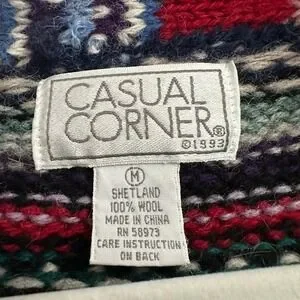 CASUAL
CORNER®
©1993
M
SHETLAND
100% WOOL
MADE IN CHINA
RN 58973
CARE INSTRUCTION
ON BACK